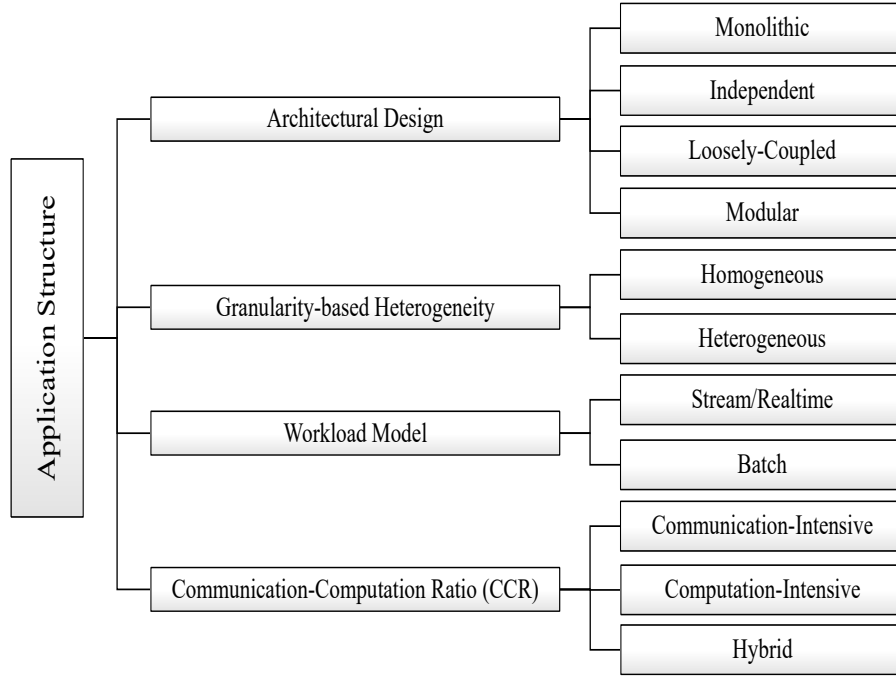 Application Structure
Architectural Design
Monolithic
Independent
Loosely-Coupled
Modular
Granularity-based Heterogeneity
Homogeneous
Heterogeneous
Workload Model
Stream/Realtime
Batch
Communication-Computation Ratio (CCR)
Communication-Intensive
Computation-Intensive
Hybrid